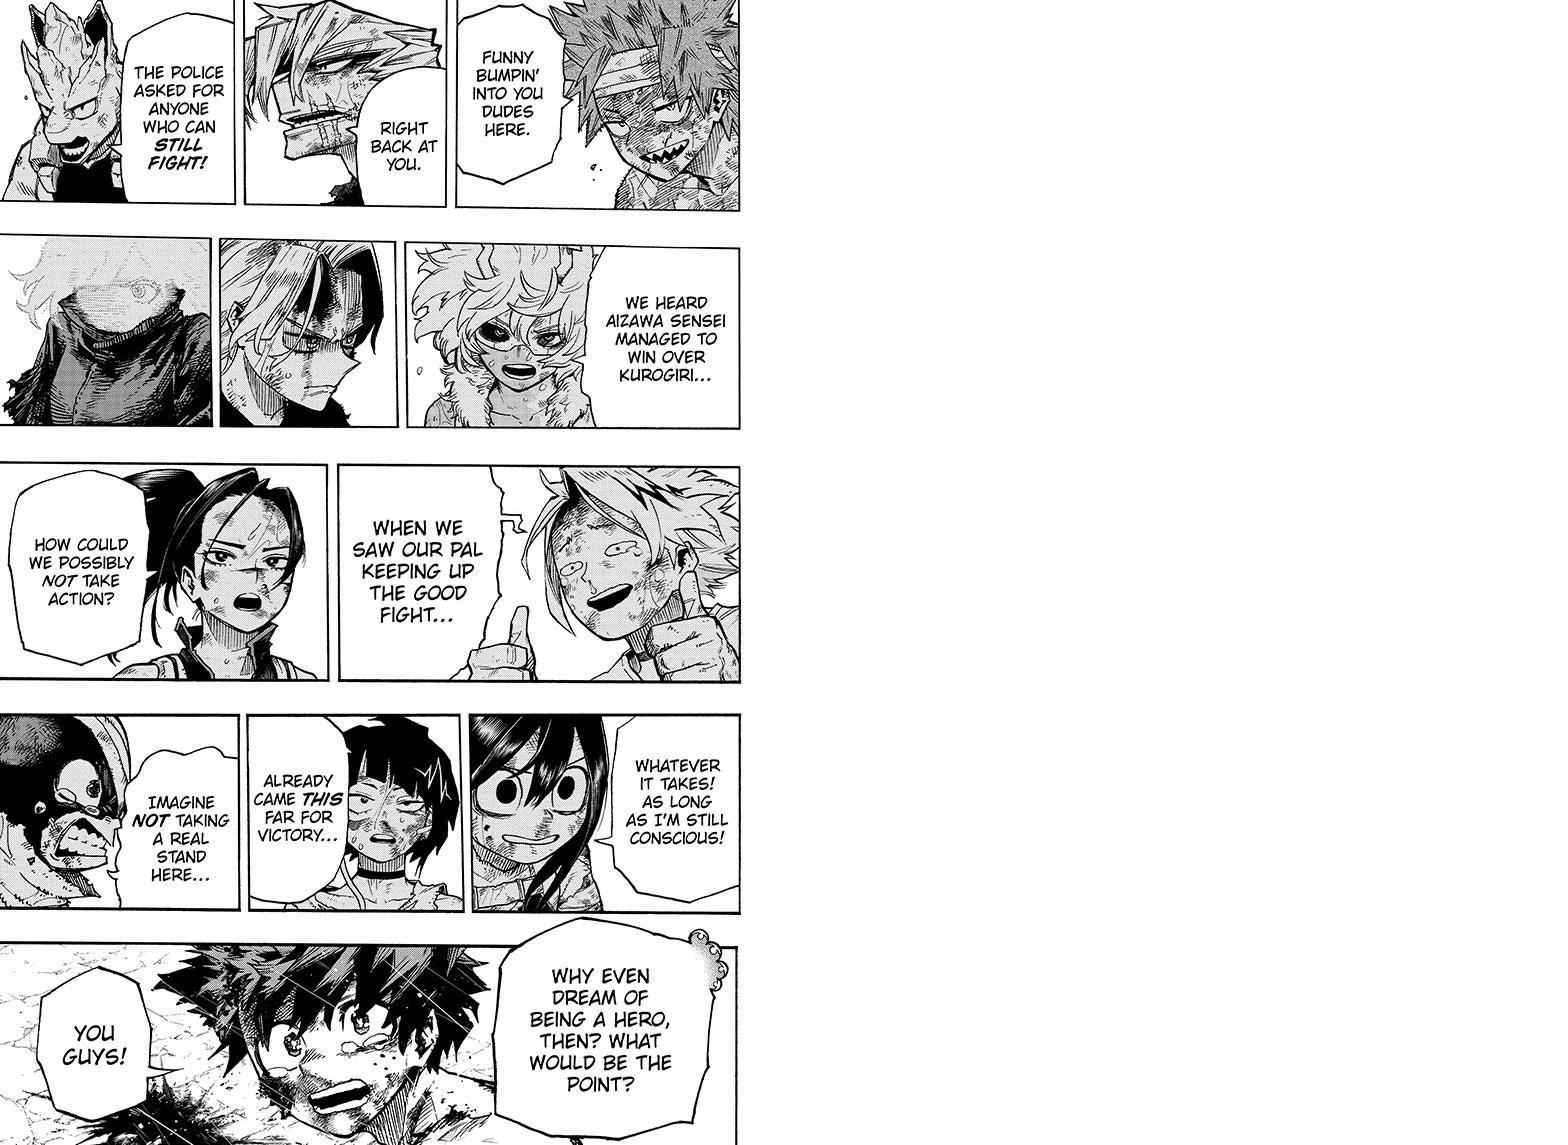 FUNNY
BUMPIN'
INTO YOU
DUDES
HERE.
RIGHT
BACK AT
YOU.
THE POLICE
ASKED FOR
ANYONE
WHO CAN
STILL
FIGHT!
WE HEARD
AIZAWA SENSEI
MANAGED TO
WIN OVER
KUROGIRI...
WHEN WE
SAW OUR PAL
KEEPING UP
THE GOOD
FIGHT...
HOW COULD
WE POSSIBLY
NOT TAKE
ACTION?
WHATEVER
IT TAKES!
AS LONG
AS I'M STILL
CONSCIOUS!
ALREADY
CAME THIS
FAR FOR
VICTORY...
IMAGINE
NOT TAKING
A REAL
STAND
HERE...
WHY EVEN
DREAM OF
BEING A HERO,
THEN? WHAT
WOULD BE THE
POINT?
YOU
GUYS!